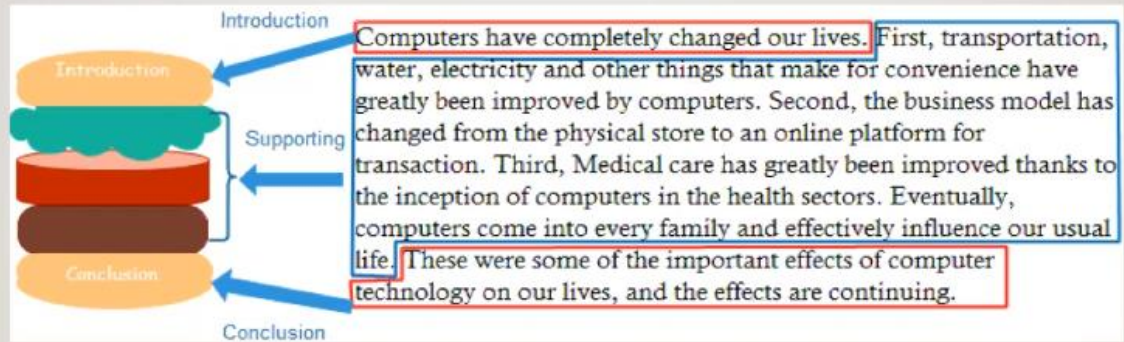 Introduction
Introduction
Supporting
Conclusion
Conclusion
Computers have completely changed our lives. First, transportation,
water, electricity and other things that make for convenience have
greatly been improved by computers. Second, the business model has
changed from the physical store to an online platform for
transaction. Third, Medical care has greatly been improved thanks to
the inception of computers in the health sectors. Eventually,
computers come into every family and effectively influence our usual
life. These were some of the important effects of computer
technology on our lives, and the effects are continuing.